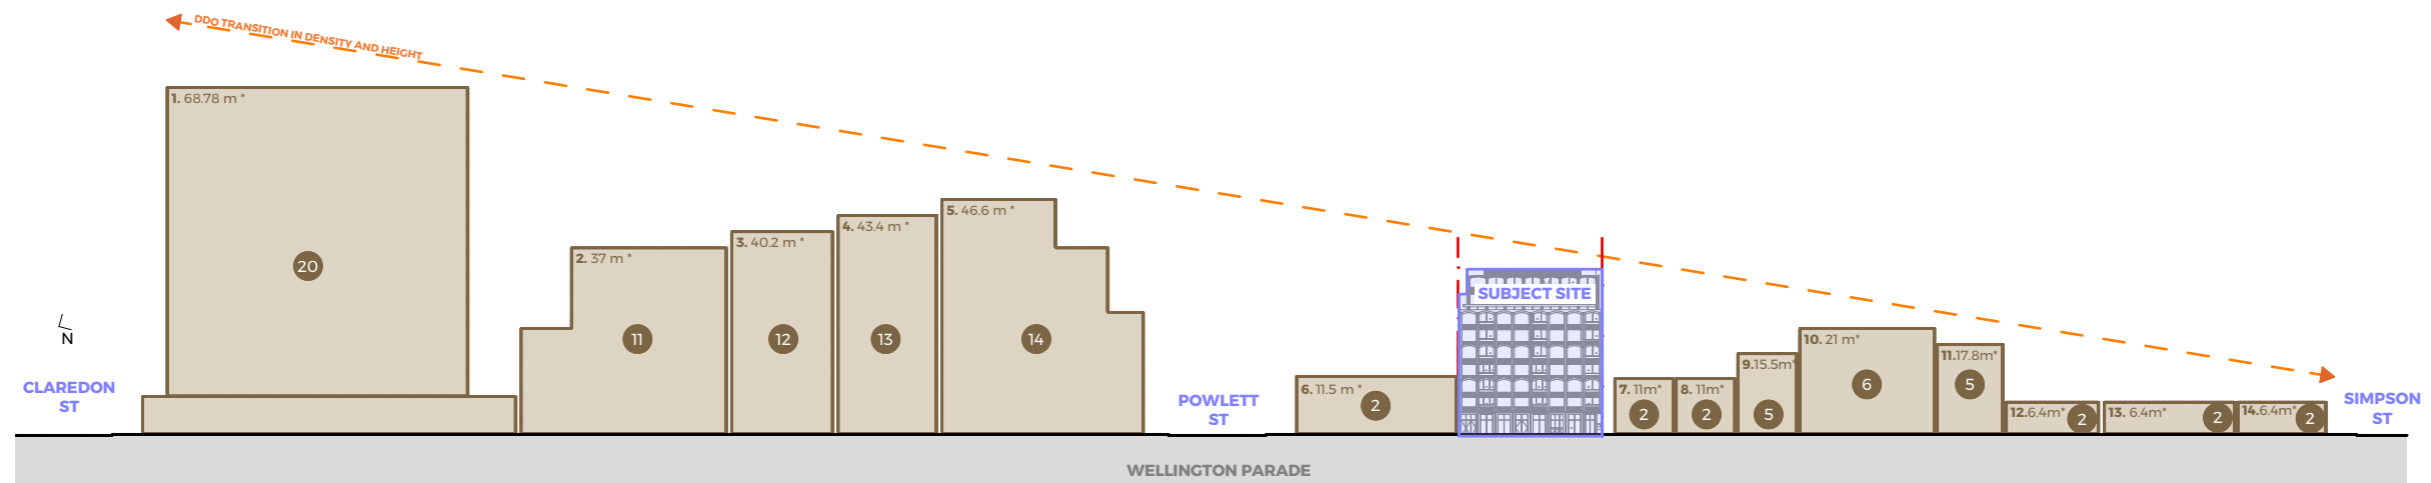 DDO TRANSITION IN DENSITY AND HEIGHT
1. 68.78 m *
20
2. 37 m *
11
3. 40.2 m *
12
4. 43.4 m *
13
5. 46.6 m *
14
6. 11.5 m *
2
SUBJECT SITE
7. 11m*
2
8. 11m*
2
9.15.5m*
5
10. 21 m*
6
11.17.8m*
5
12.6.4m*
2
13. 6.4m*
2
14.6.4m*
2
N
CLAREDON
ST
POWLETT
ST
SIMPSON
ST
WELLINGTON PARADE